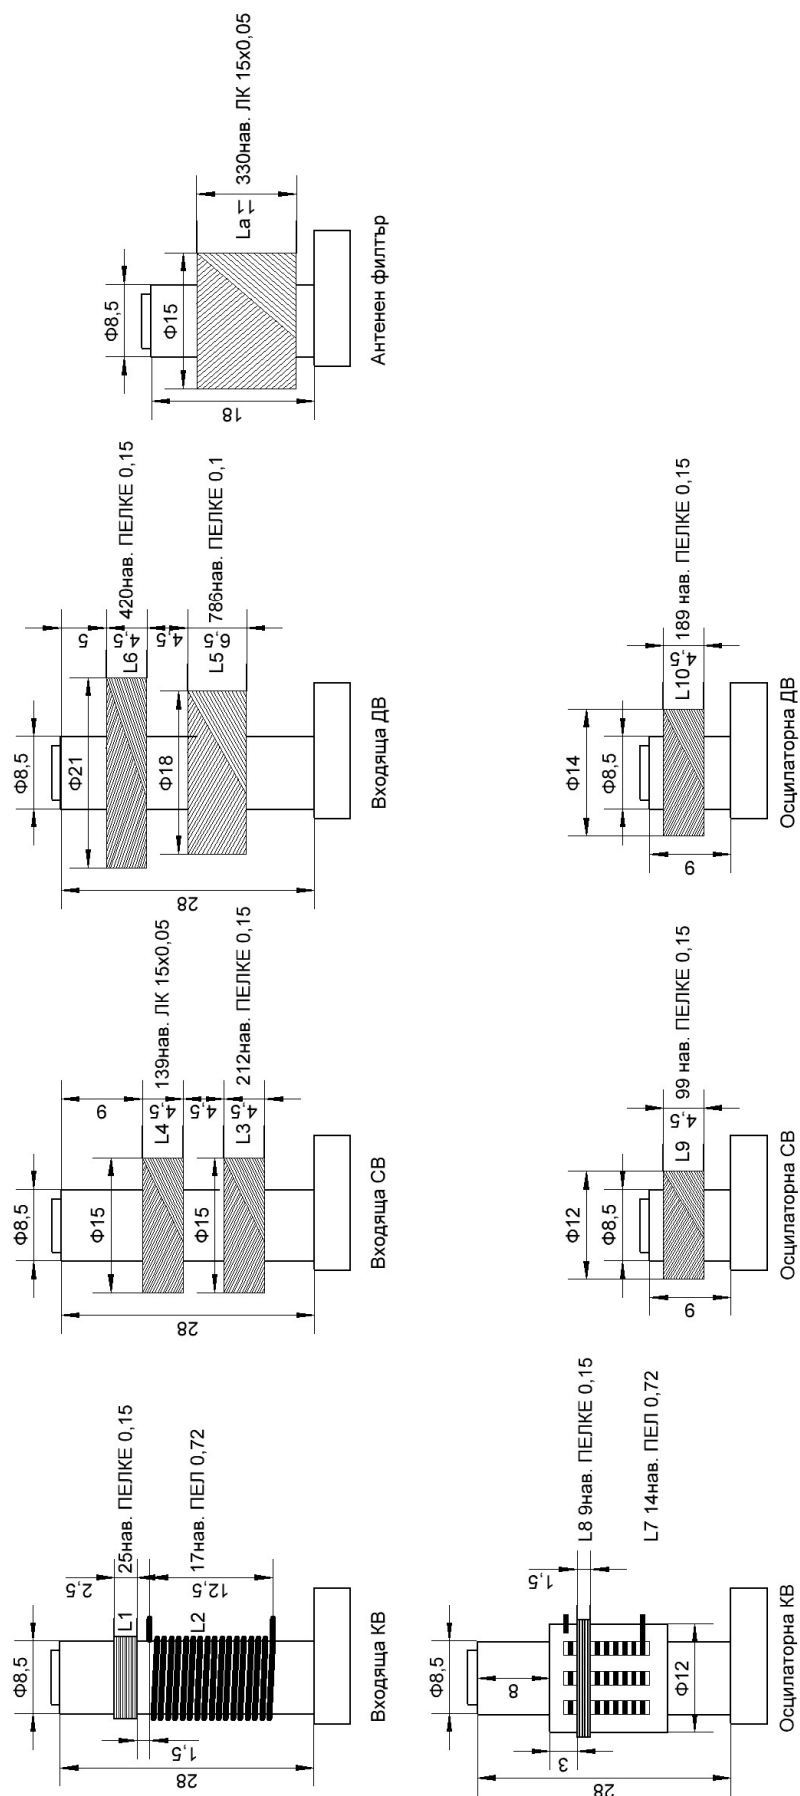 Ф8,5
Ф15
18
La
11
330нав. ЛК 15x0,05
Антенен филтър
Ф8,5
Ф21
Ф18
28
5
4,5
4,5
6,5
L6
L5
420нав. ПЕЛКЕ 0,15
786нав. ПЕЛКЕ 0,1
Входяща ДВ
Ф14
Ф8,5
9
L10
4,5
189 нав. ПЕЛКЕ 0,15
Осцилаторна ДВ
Ф8,5
Ф15
Ф15
28
9
4,5
4,5
4,5
L4
L3
139нав. ЛК 15x0,05
212нав. ПЕЛКЕ 0,15
Входяща СВ
Ф12
Ф8,5
9
L9
4,5
99 нав. ПЕЛКЕ 0,15
Осцилаторна СВ
Ф8,5
28
1,5
2,5
12,5
L1
L2
25нав. ПЕЛКЕ 0,15
17нав. ПЕЛ 0,72
Входяща КВ
Ф8,5
8
3
28
Ф12
1,5
L8 9нав. ПЕЛКЕ 0,15
L7 14нав. ПЕЛ 0,72
Осцилаторна КВ